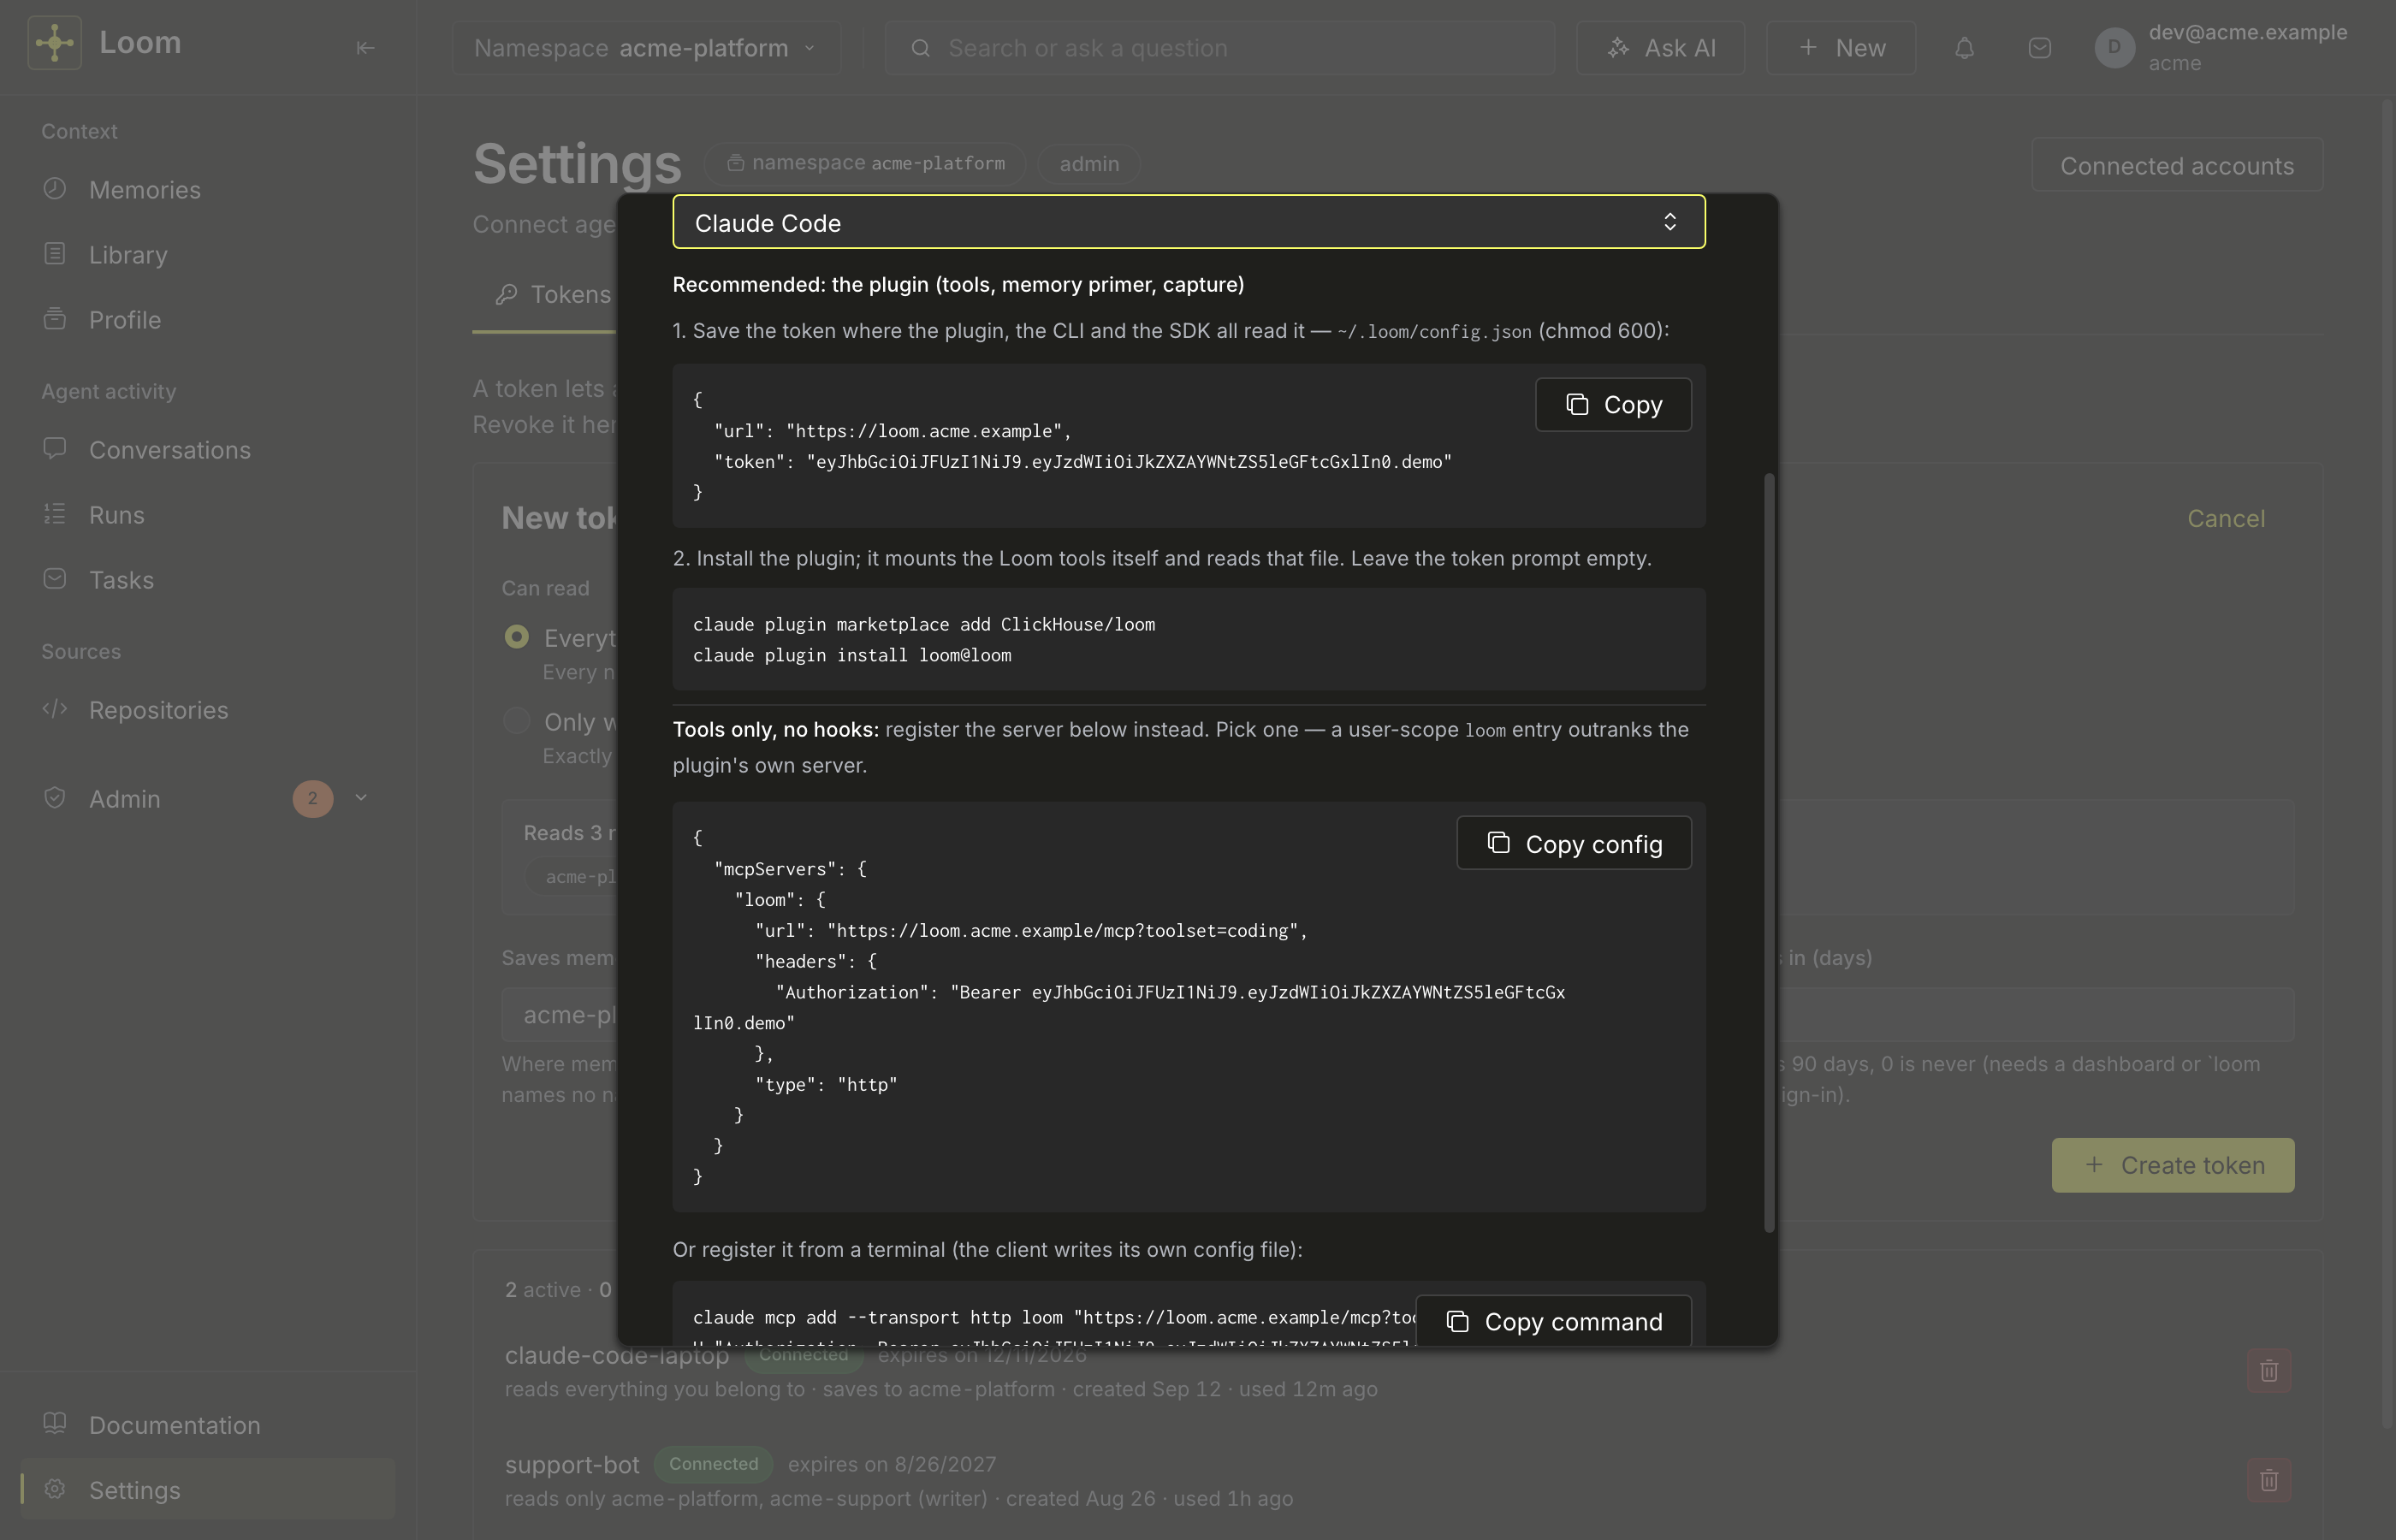 Loom
Namespace acme-platform
Search or ask a question
Ask AI
New
D
dev@acme.example
acme
Context
Memories
Library
Profile
Agent activity
Conversations
Runs
Tasks
Sources
Repositories
Admin
2
Documentation
Settings
Settings
namespace acme-platform
admin
Connected accounts
Connect age
Tokens
A token lets
Revoke it her
New tok
Cancel
Can read
Everyt
Every n
Only w
Exactly
Reads 3 r
acme-pl
Saves mem
in (days)
acme-pl
Where mem
names no n
90 days, 0 is never (needs a dashboard or `loom
ign-in).
Create token
2 active · 0
Claude Code
Recommended: the plugin (tools, memory primer, capture)
1. Save the token where the plugin, the CLI and the SDK all read it — ~/.loom/config.json (chmod 600):
Copy
{
"url": "https://loom.acme.example",
"token": "eyJhbGciOiJFUzI1NiJ9.eyJzdWIiOiJkZXZAYWNtZS5leGFtcGxlIn0.demo"
}
2. Install the plugin; it mounts the Loom tools itself and reads that file. Leave the token prompt empty.
claude plugin marketplace add ClickHouse/loom
claude plugin install loom@loom
Tools only, no hooks: register the server below instead. Pick one — a user-scope loom entry outranks the
plugin's own server.
Copy config
{
"mcpServers": {
"loom": {
"url": "https://loom.acme.example/mcp?toolset=coding",
"headers": {
"Authorization": "Bearer eyJhbGciOiJFUzI1NiJ9.eyJzdWIiOiJkZXZAYWNtZS5leGFtcGx
lIn0.demo"
},
"type": "http"
}
}
}
Or register it from a terminal (the client writes its own config file):
claude mcp add --transport http loom "https://loom.acme.example/mcp?too
Copy command
claude-code-laptop Connected expires on 12/11/2026
reads everything you belong to · saves to acme-platform · created Sep 12 · used 12m ago
support-bot Connected expires on 8/26/2027
reads only acme-platform, acme-support (writer) · created Aug 26 · used 1h ago